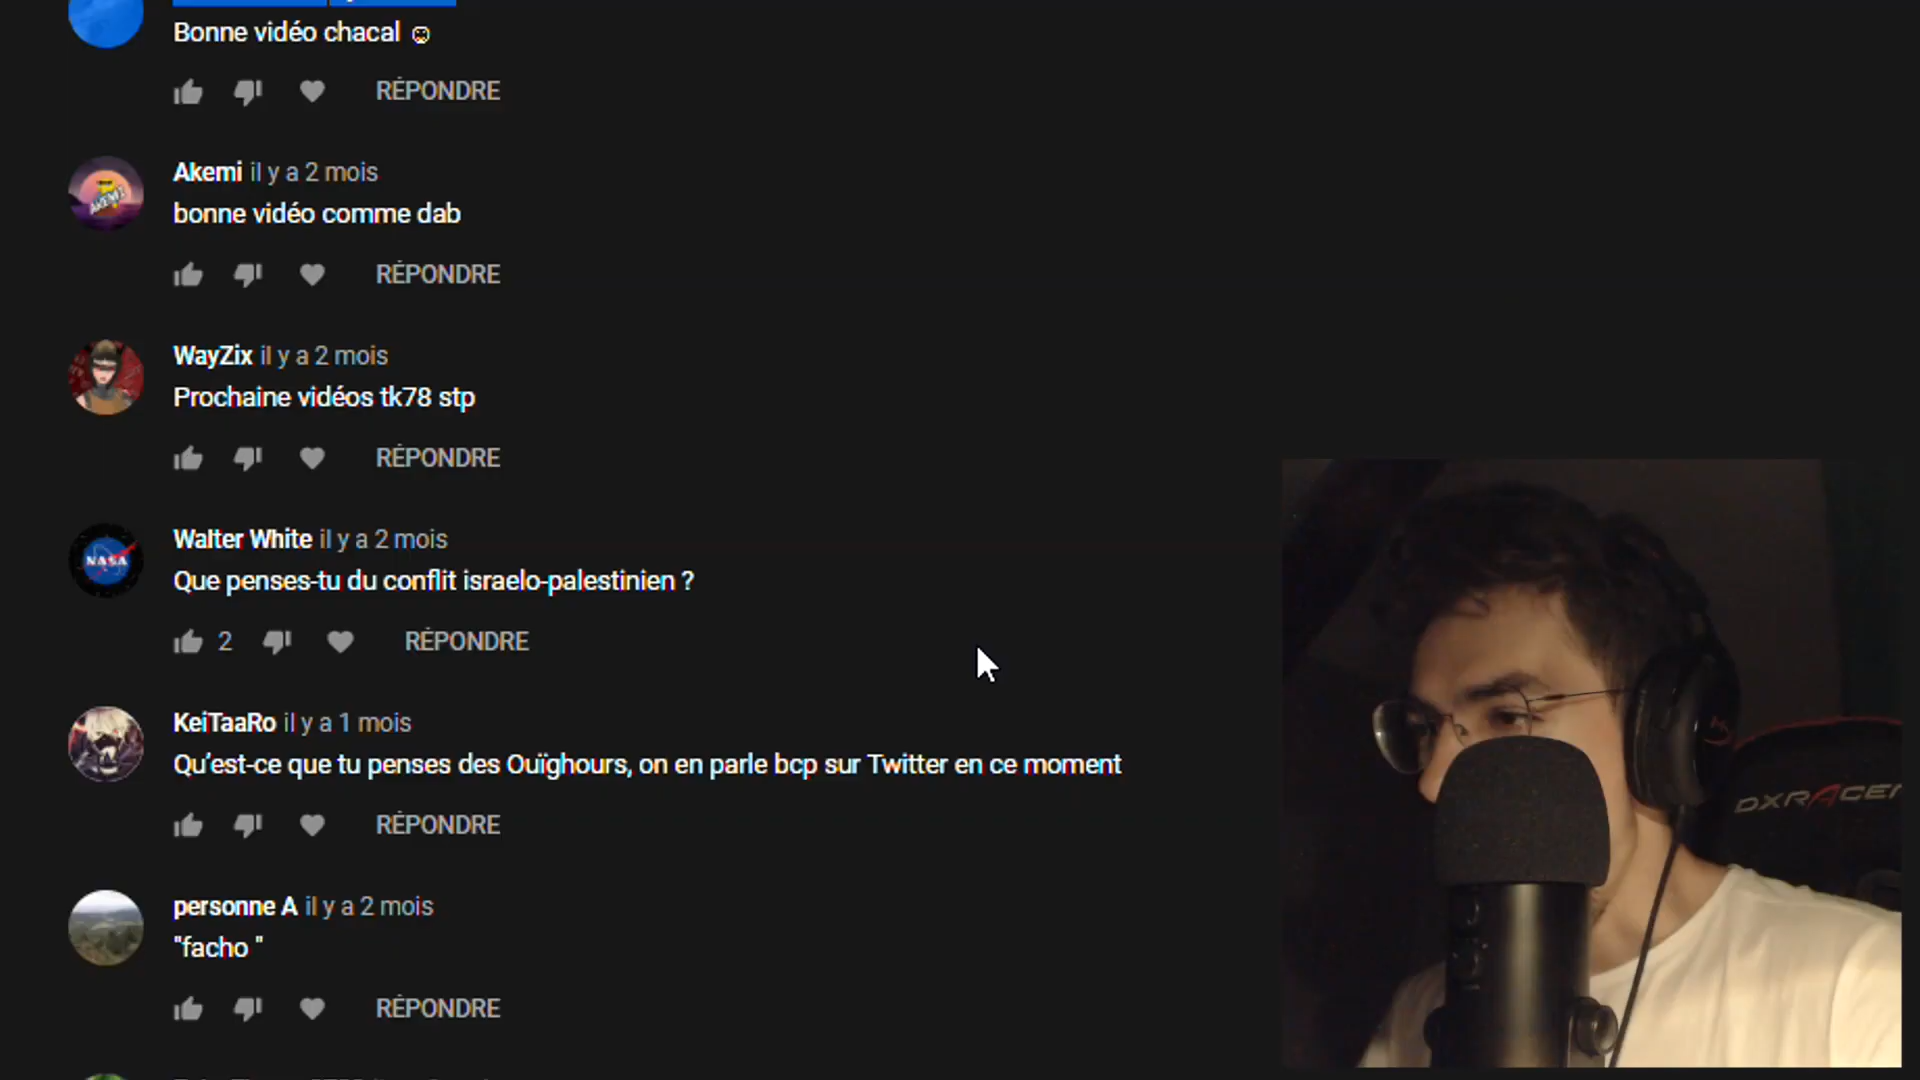 Bonne vidéo chacal
RÉPONDRE
Akemi il y a 2 mois
bonne vidéo comme dab
RÉPONDRE
WayZix il y a 2 mois
Prochaine vidéos tk78 stp
RÉPONDRE
Walter White il y a 2 mois
NASA
Que penses-tu du conflit israelo-palestinien ?
2 RÉPONDRE
KeiTaaRo il y a 1 mois
Qu'est-ce que tu penses des Ouïghours, on en parle bcp sur Twitter en ce moment
RÉPONDRE
DXRACER
personne A il y a 2 mois
"facho "
RÉPONDRE